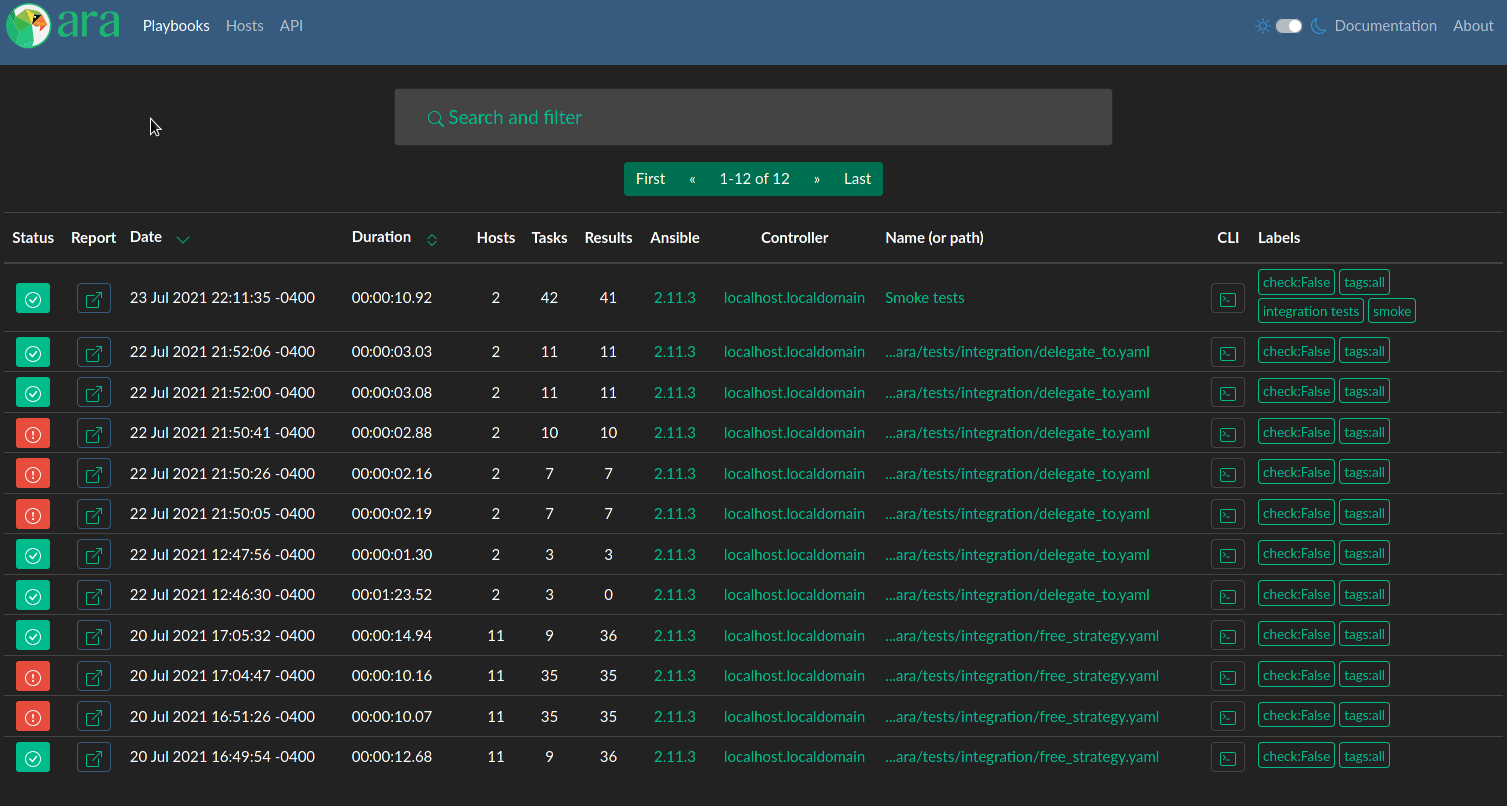 ara Playbooks Hosts API Documentation About
Search and filter
First « 1-12 of 12 » Last
Status Report Date Duration Hosts Tasks Results Ansible Controller Name (or path) CLI Labels
23 Jul 2021 22:11:35 -0400 00:00:10.92 2 42 41 2.11.3 localhost.localdomain Smoke tests check:False tags:all
integration tests smoke
22 Jul 2021 21:52:06 -0400 00:00:03.03 2 11 11 2.11.3 localhost.localdomain ...ara/tests/integration/delegate_to.yaml check:False tags:all
22 Jul 2021 21:52:00 -0400 00:00:03.08 2 11 11 2.11.3 localhost.localdomain ...ara/tests/integration/delegate_to.yaml check:False tags:all
22 Jul 2021 21:50:41 -0400 00:00:02.88 2 10 10 2.11.3 localhost.localdomain ...ara/tests/integration/delegate_to.yaml check:False tags:all
22 Jul 2021 21:50:26 -0400 00:00:02.16 2 7 7 2.11.3 localhost.localdomain ...ara/tests/integration/delegate_to.yaml check:False tags:all
22 Jul 2021 21:50:05 -0400 00:00:02.19 2 7 7 2.11.3 localhost.localdomain ...ara/tests/integration/delegate_to.yaml check:False tags:all
22 Jul 2021 12:47:56 -0400 00:00:01.30 2 3 3 2.11.3 localhost.localdomain ...ara/tests/integration/delegate_to.yaml check:False tags:all
22 Jul 2021 12:46:30 -0400 00:01:23.52 2 3 0 2.11.3 localhost.localdomain ...ara/tests/integration/delegate_to.yaml check:False tags:all
20 Jul 2021 17:05:32 -0400 00:00:14.94 11 9 36 2.11.3 localhost.localdomain ...ara/tests/integration/free_strategy.yaml check:False tags:all
20 Jul 2021 17:04:47 -0400 00:00:10.16 11 35 35 2.11.3 localhost.localdomain ...ara/tests/integration/free_strategy.yaml check:False tags:all
20 Jul 2021 16:51:26 -0400 00:00:10.07 11 35 35 2.11.3 localhost.localdomain ...ara/tests/integration/free_strategy.yaml check:False tags:all
20 Jul 2021 16:49:54 -0400 00:00:12.68 11 9 36 2.11.3 localhost.localdomain ...ara/tests/integration/free_strategy.yaml check:False tags:all